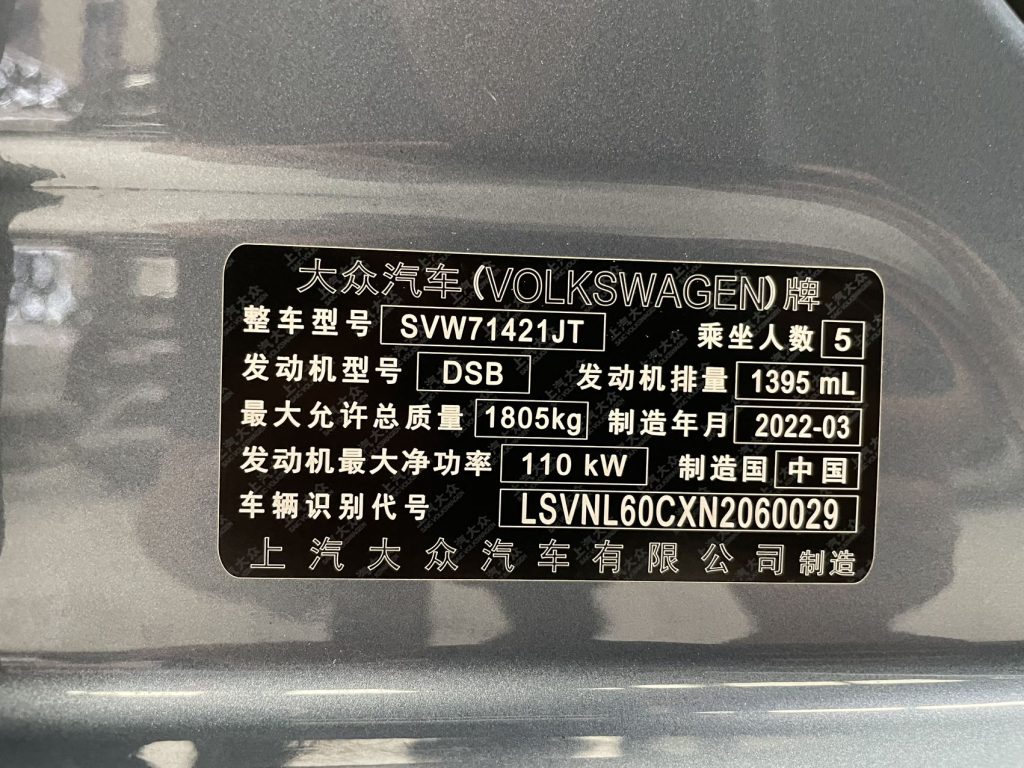 大众汽车(VOLKSWAGEN)牌
整车型号 SVW71421JT 乘坐人数 5
发动机型号 DSB 发动机排量 1395 mL
最大允许总质量 1805kg 制造年月 2022-03
发动机最大净功率 110 kW 制造国 中国
车辆识别代号 LSVNL60CXN2060029
上汽大众汽车有限公司 制造